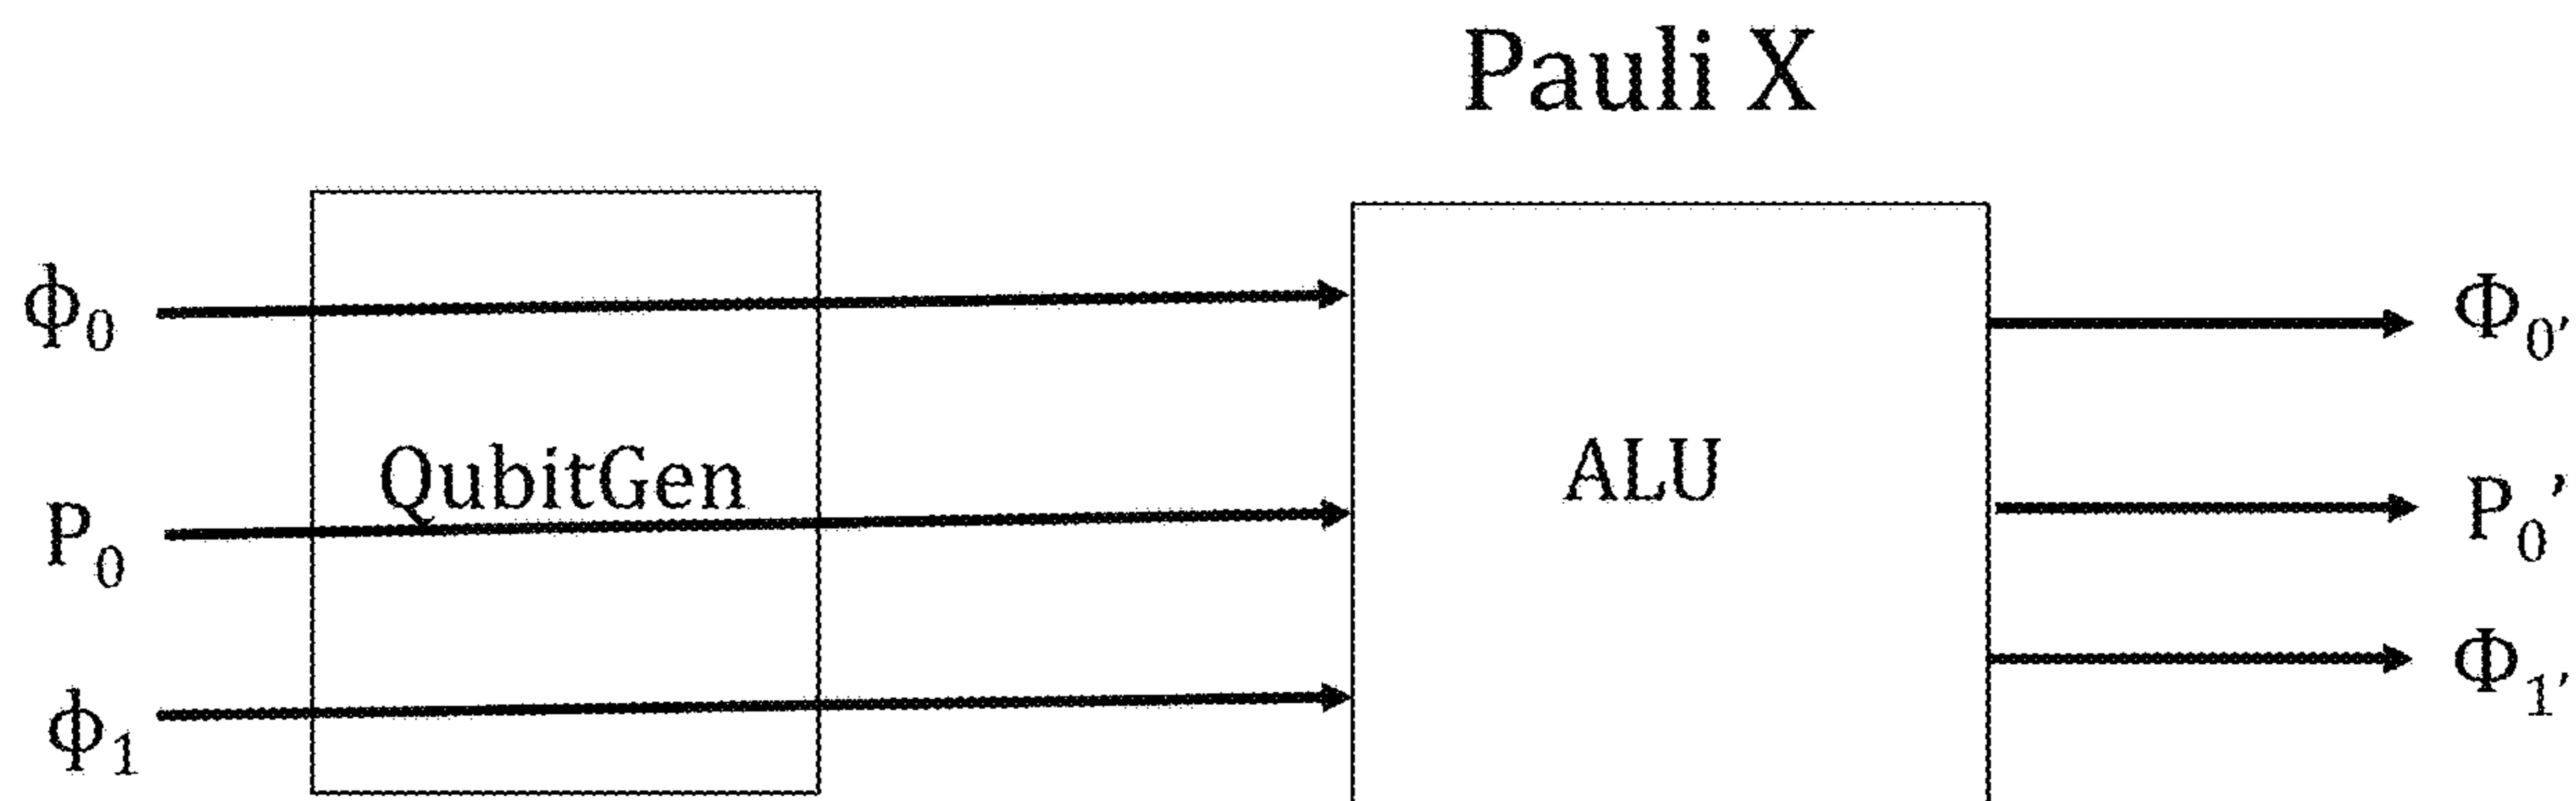 Pauli X
ϕ₀ Φ₀′
QubitGen ALU
P₀ P₀′
ϕ₁ Φ₁′